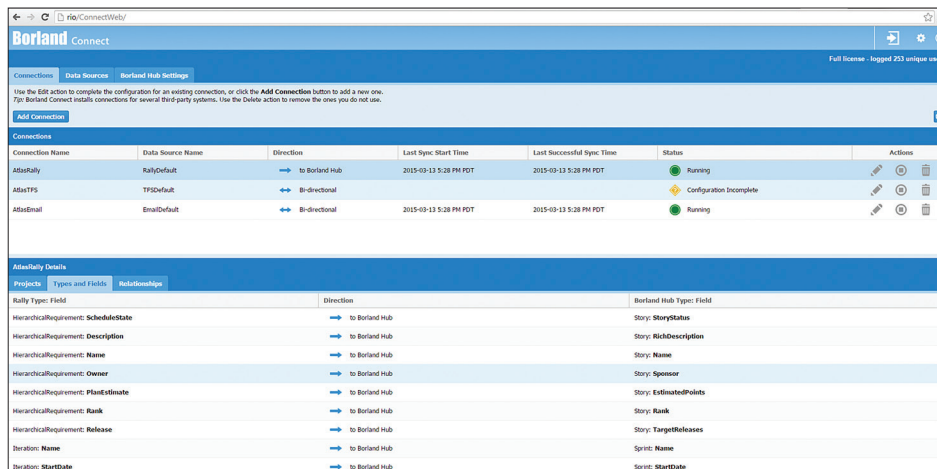 rio/ConnectWeb/
Borland Connect
Full license - logged 253 unique us
Connections Data Sources Borland Hub Settings
Use the Edit action to complete the configuration for an existing connection, or click the Add Connection button to add a new one.
Tip: Borland Connect installs connections for several third-party systems. Use the Delete action to remove the ones you do not use.
Add Connection
Connections
Connection Name Data Source Name Direction Last Sync Start Time Last Successful Sync Time Status Actions
AtlasRally RallyDefault to Borland Hub 2015-03-13 5:28 PM PDT 2015-03-13 5:28 PM PDT Running
AtlasTFS TFSDefault Bi-directional Configuration Incomplete
AtlasEmail EmailDefault Bi-directional 2015-03-13 5:28 PM PDT 2015-03-13 5:28 PM PDT Running
AtlasRally Details
Projects Types and Fields Relationships
Rally Type: Field Direction Borland Hub Type: Field
HierarchicalRequirement: ScheduleState to Borland Hub Story: StoryStatus
HierarchicalRequirement: Description to Borland Hub Story: RichDescription
HierarchicalRequirement: Name to Borland Hub Story: Name
HierarchicalRequirement: Owner to Borland Hub Story: Sponsor
HierarchicalRequirement: PlanEstimate to Borland Hub Story: EstimatedPoints
HierarchicalRequirement: Rank to Borland Hub Story: Rank
HierarchicalRequirement: Release to Borland Hub Story: TargetReleases
Iteration: Name to Borland Hub Sprint: Name
Iteration: StartDate to Borland Hub Sprint: StartDate